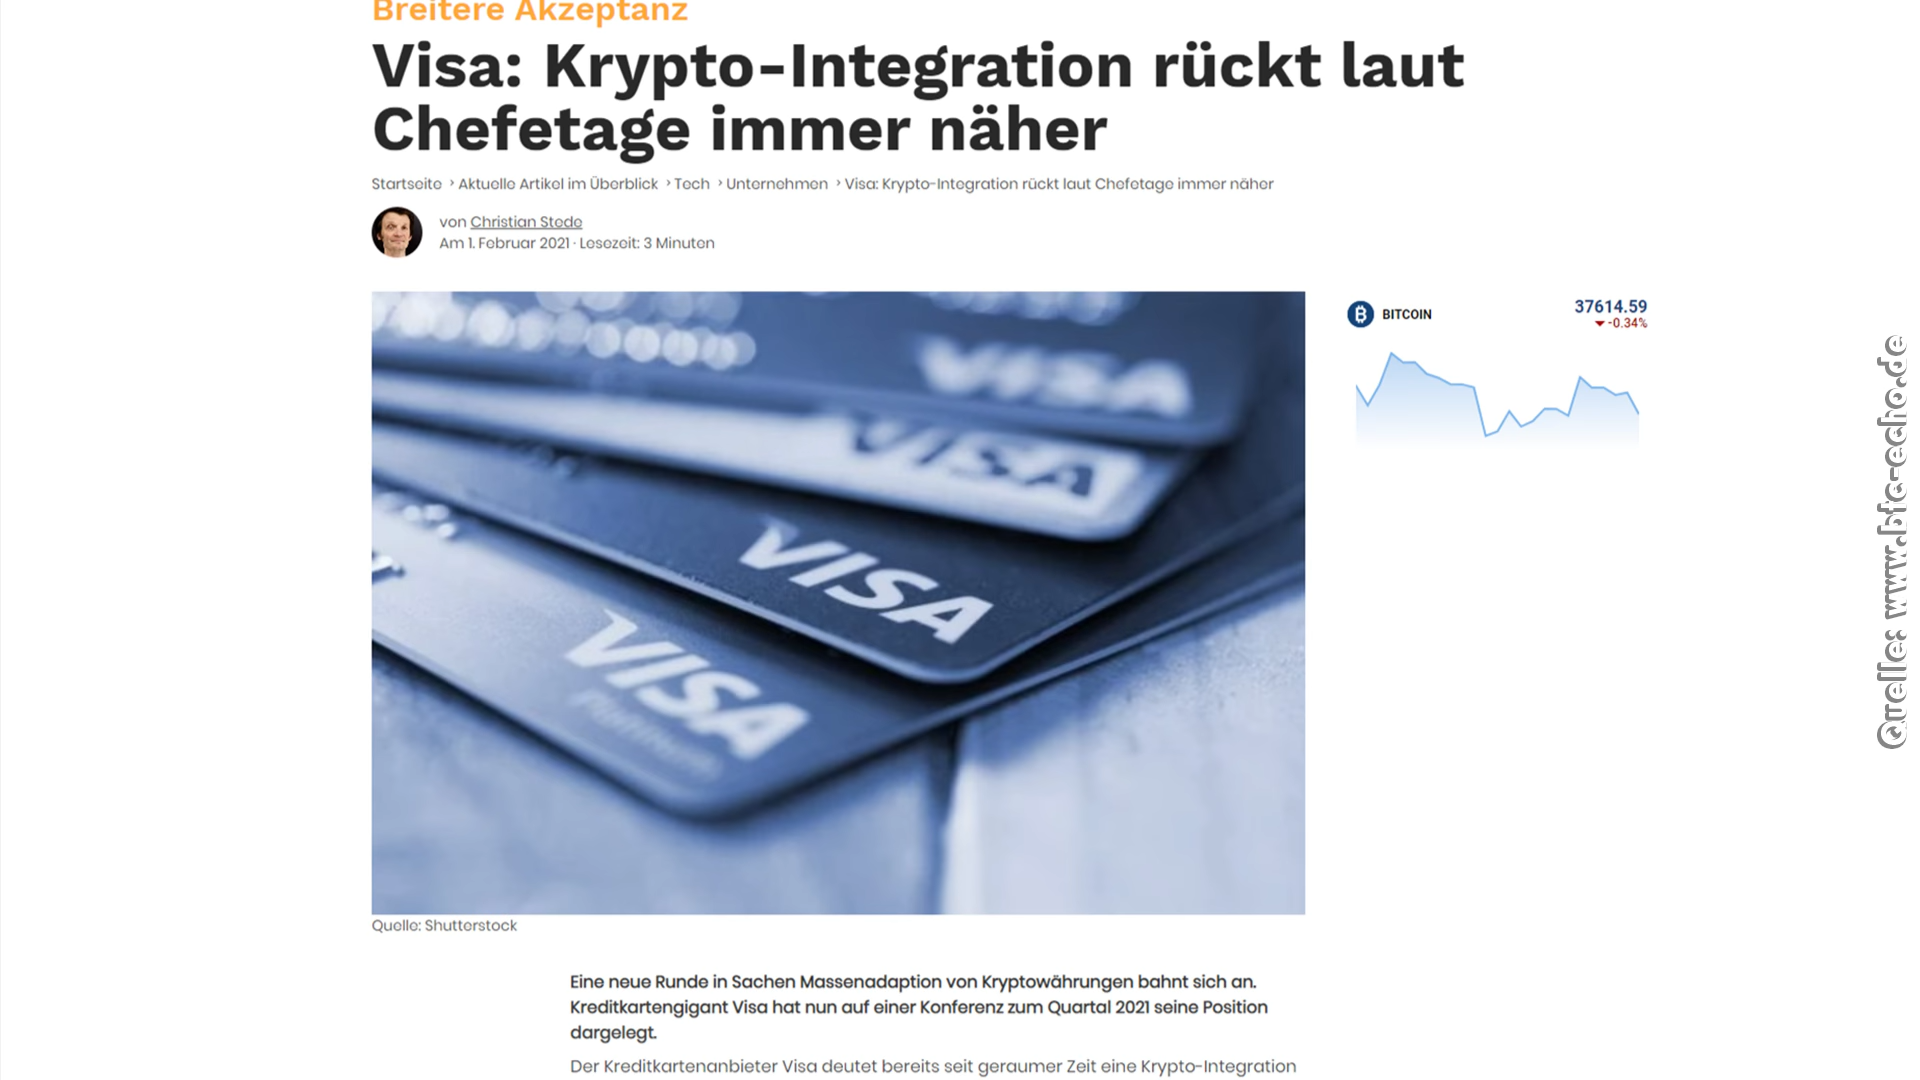 Breitere Akzeptanz
Visa: Krypto-Integration rückt laut
Chefetage immer näher
Startseite › Aktuelle Artikel im Überblick › Tech › Unternehmen › Visa: Krypto-Integration rückt laut Chefetage immer näher
von Christian Stede
Am 1. Februar 2021 · Lesezeit: 3 Minuten
BITCOIN
37614.59
-0.34%
VISA
VISA
VISA
VISA
Platinum
Quelle: Shutterstock
Eine neue Runde in Sachen Massenadaption von Kryptowährungen bahnt sich an.
Kreditkartengigant Visa hat nun auf einer Konferenz zum Quartal 2021 seine Position
dargelegt.
Der Kreditkartenanbieter Visa deutet bereits seit geraumer Zeit eine Krypto-Integration
Quelle: www.btc-echo.de